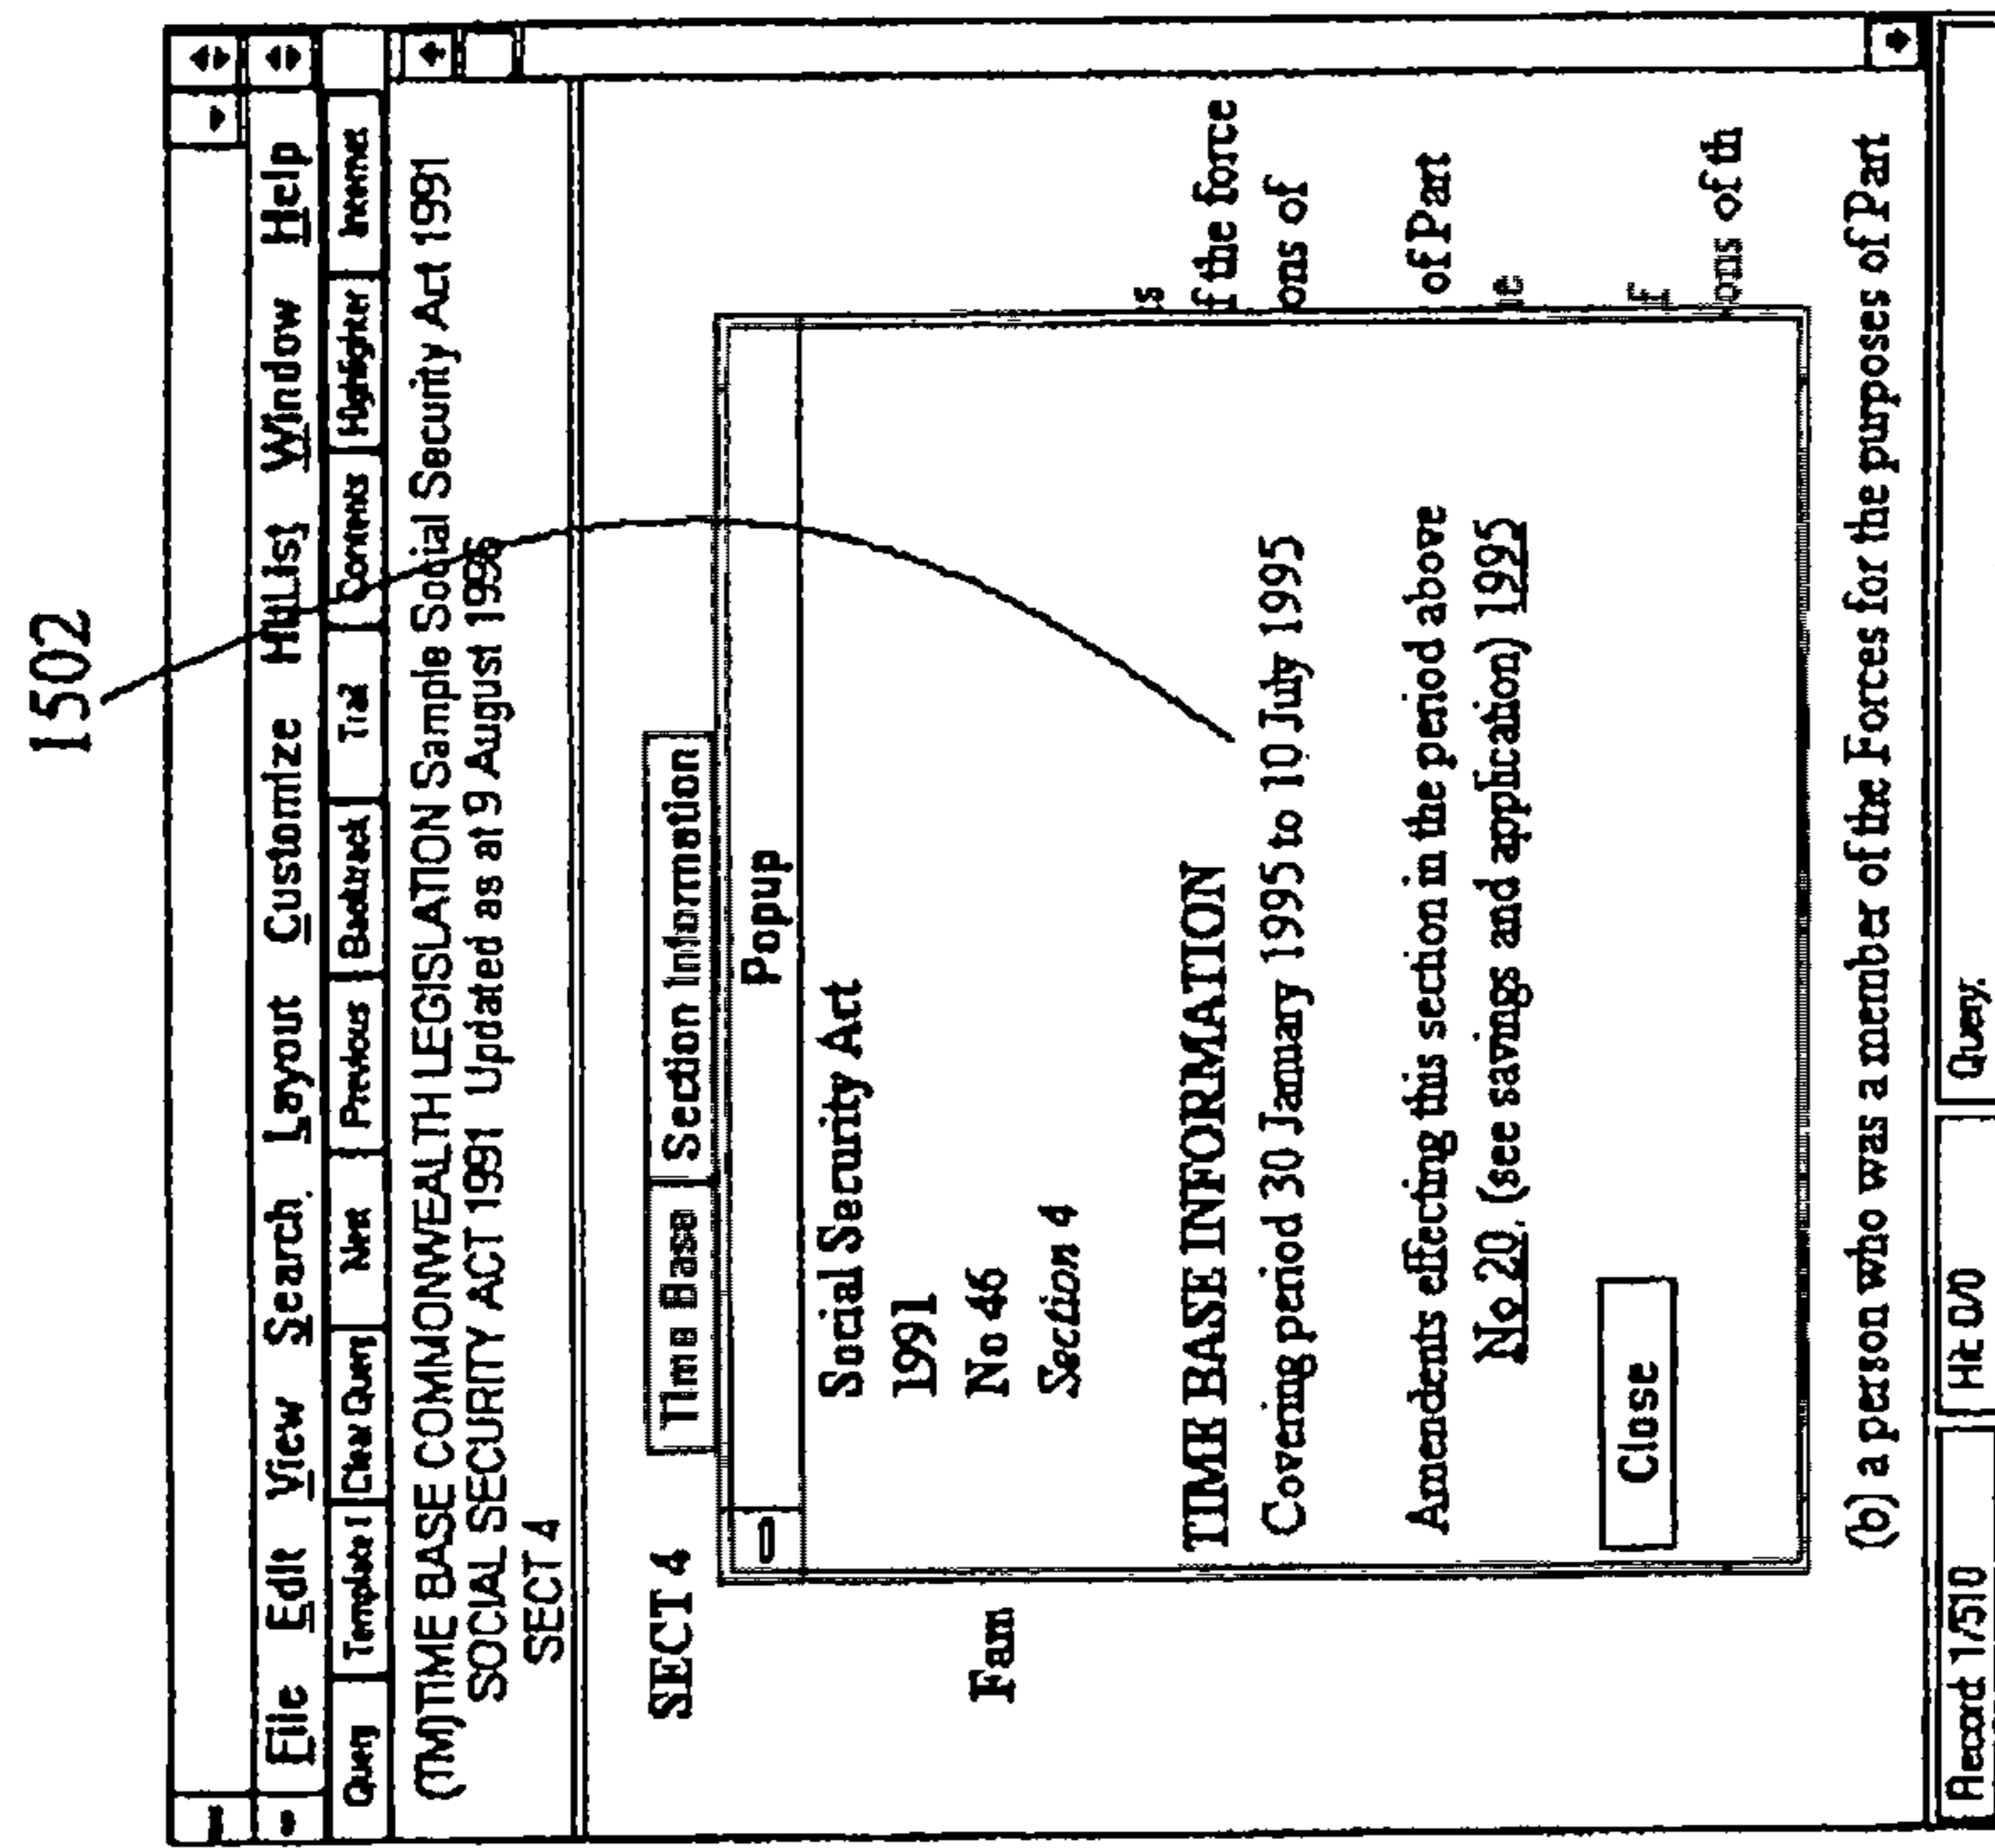 1502
File Edit View Search Layout Customize HitList Window Help
Query Template 1 Clear Query Next Previous Backtrack Trail Contents Highlighter Internet
(TM)TIME BASE COMMONWEALTH LEGISLATION Sample Social Security Act 1991
SOCIAL SECURITY ACT 1991 Updated as at 9 August 1996
SECT 4
SECT 4 Time Base Section Information
Popup
Social Security Act
1991
Fam
No 46
Section 4
s
TIME BASE INFORMATION
f the force
Covering period 30 January 1995 to 10 July 1995
ons of
Amendents effecting this section in the period above
of Part
No 20, (see savings and application) 1995
Close
f
ons of th
(b) a person who was a member of the Forces for the purposes of Part
Record 1/510 Hit 0/0 Query: